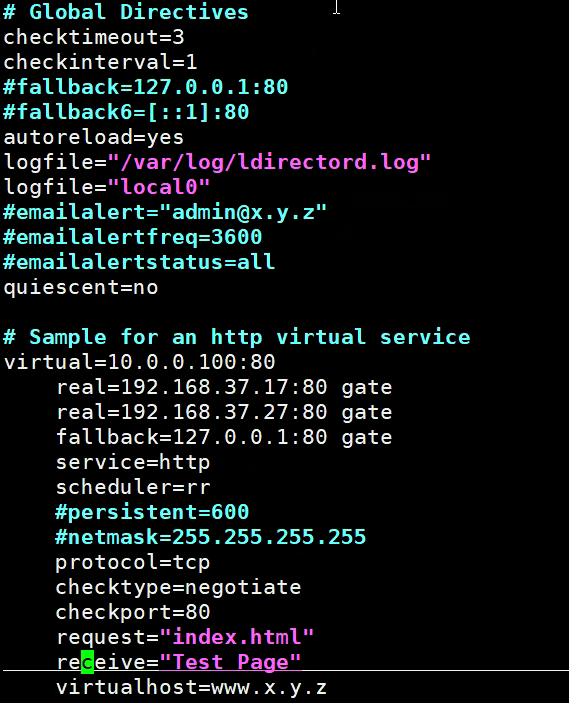 # Global Directives
checktimeout=3
checkinterval=1
#fallback=127.0.0.1:80
#fallback6=[::1]:80
autoreload=yes
logfile="/var/log/ldirectord.log"
logfile="local0"
#emailalert="admin@x.y.z"
#emailalertfreq=3600
#emailalertstatus=all
quiescent=no

# Sample for an http virtual service
virtual=10.0.0.100:80
    real=192.168.37.17:80 gate
    real=192.168.37.27:80 gate
    fallback=127.0.0.1:80 gate
    service=http
    scheduler=rr
    #persistent=600
    #netmask=255.255.255.255
    protocol=tcp
    checktype=negotiate
    checkport=80
    request="index.html"
    receive="Test Page"
    virtualhost=www.x.y.z